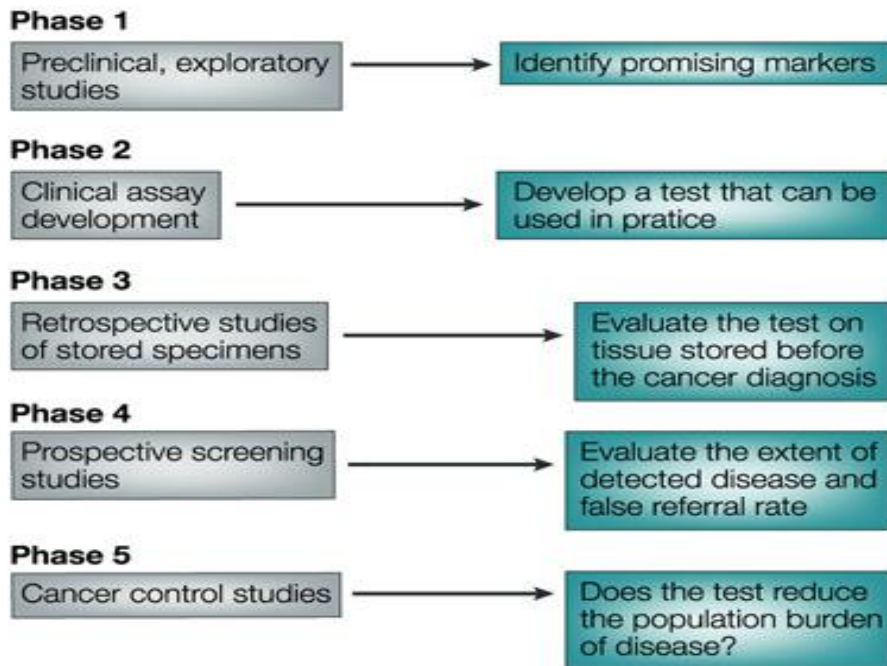 Phase 1
Preclinical, exploratory
studies
Identify promising markers
Phase 2
Clinical assay
development
Develop a test that can be
used in pratice
Phase 3
Retrospective studies
of stored specimens
Evaluate the test on
tissue stored before
the cancer diagnosis
Phase 4
Prospective screening
studies
Evaluate the extent of
detected disease and
false referral rate
Phase 5
Cancer control studies
Does the test reduce
the population burden
of disease?